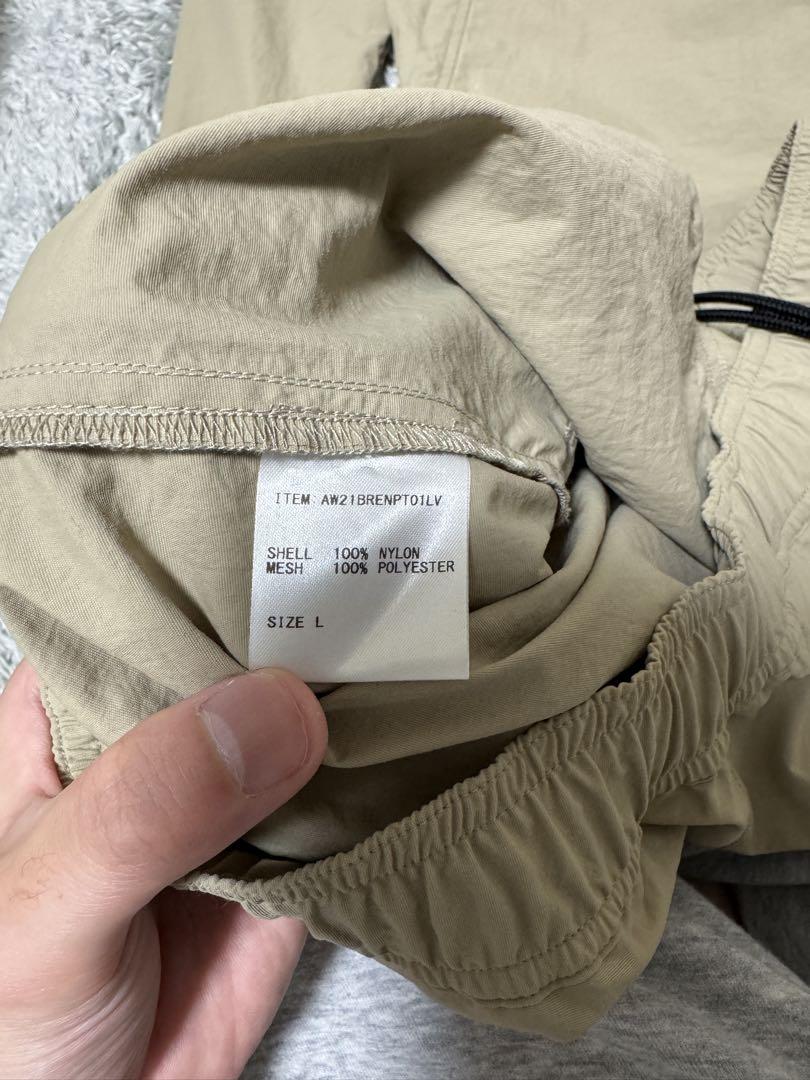 ITEM AW21BRENPT01LV
SHELL 100% NYLON
MESH 100% POLYESTER
SIZE L